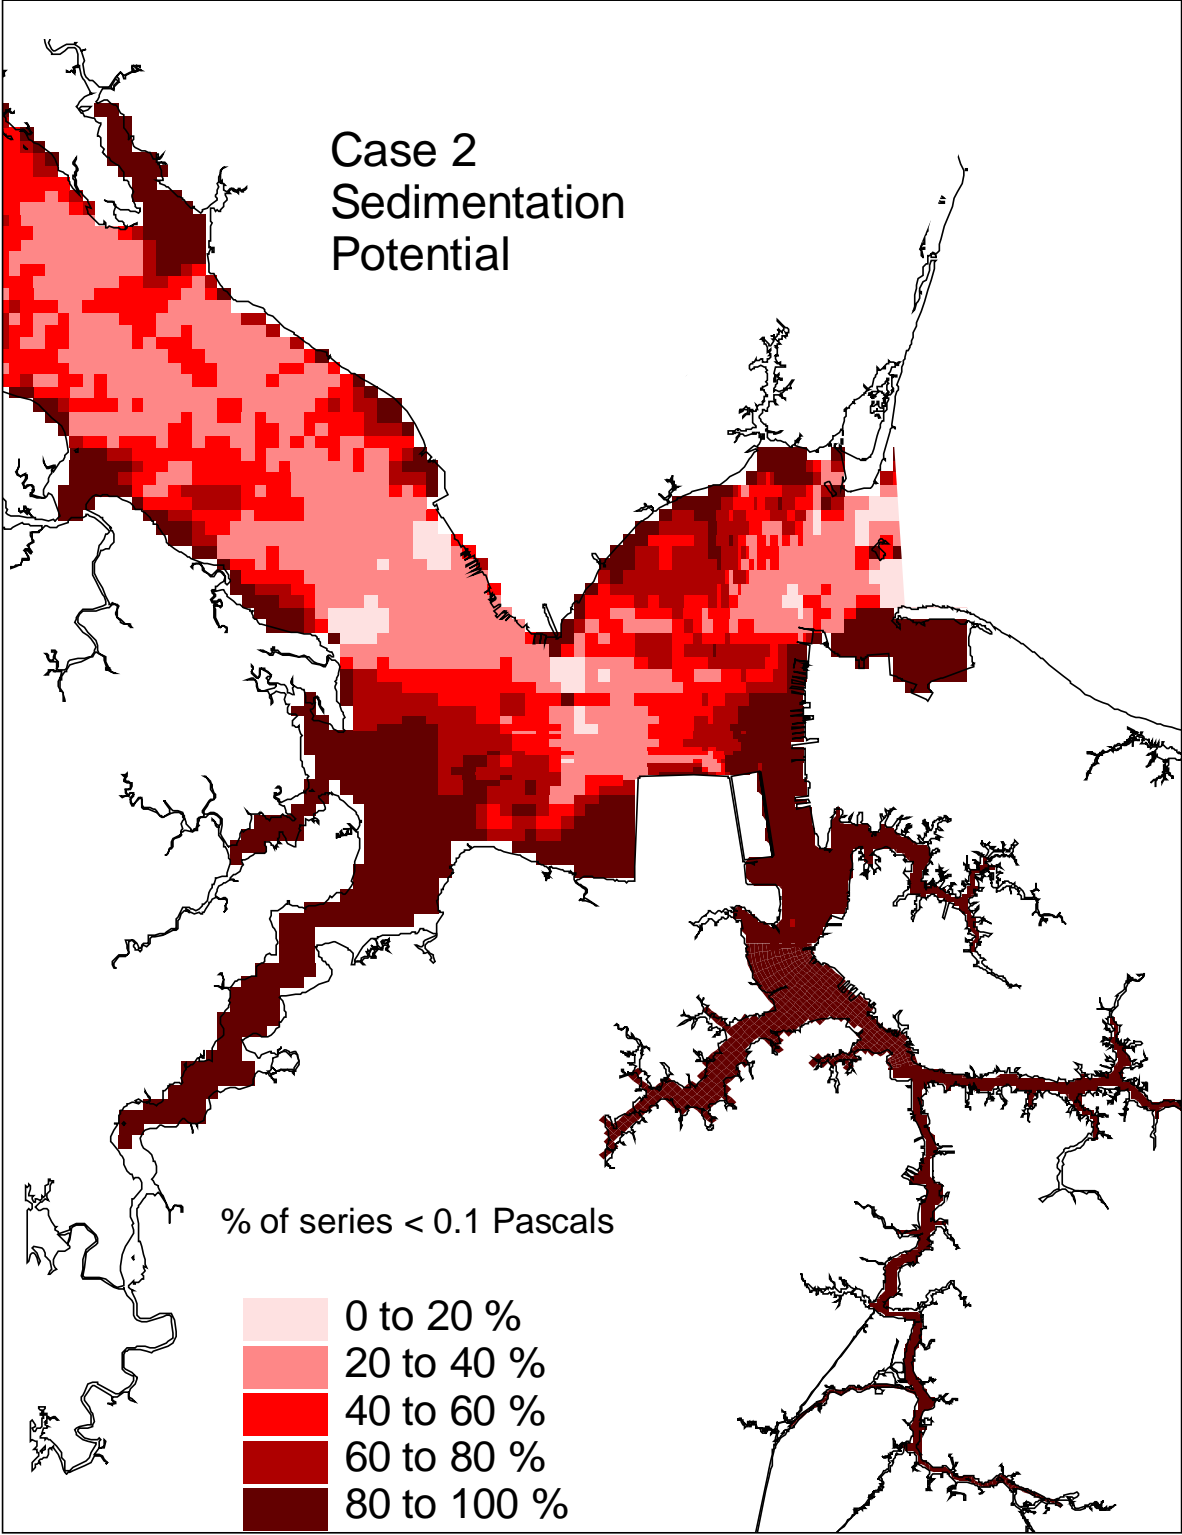 Case 2
Sedimentation
Potential
% of series < 0.1 Pascals
0 to 20 %
20 to 40 %
40 to 60 %
60 to 80 %
80 to 100 %